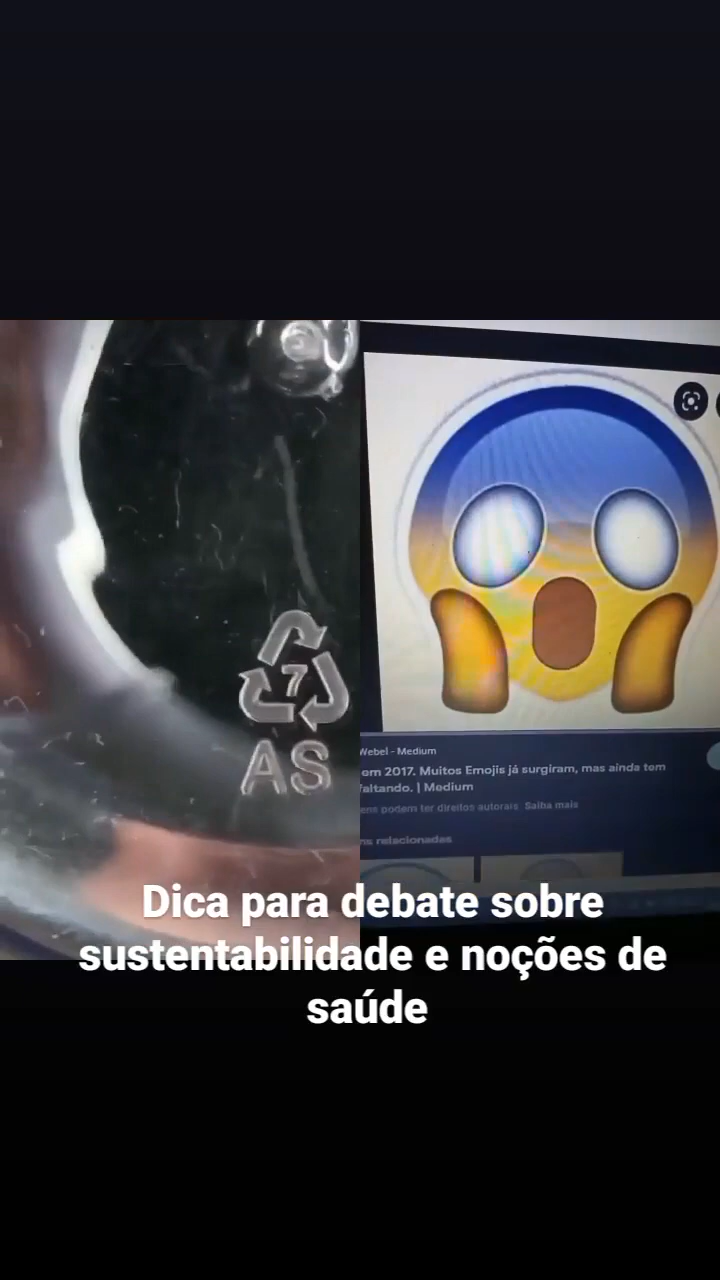 7
AS
Webel - Medium
em 2017. Muitos Emojis já surgiram, mas ainda tem
faltando. | Medium
podem ter direitos autorais Saiba mais
relacionadas
Dica para debate sobre
sustentabilidade e noções de
saúde